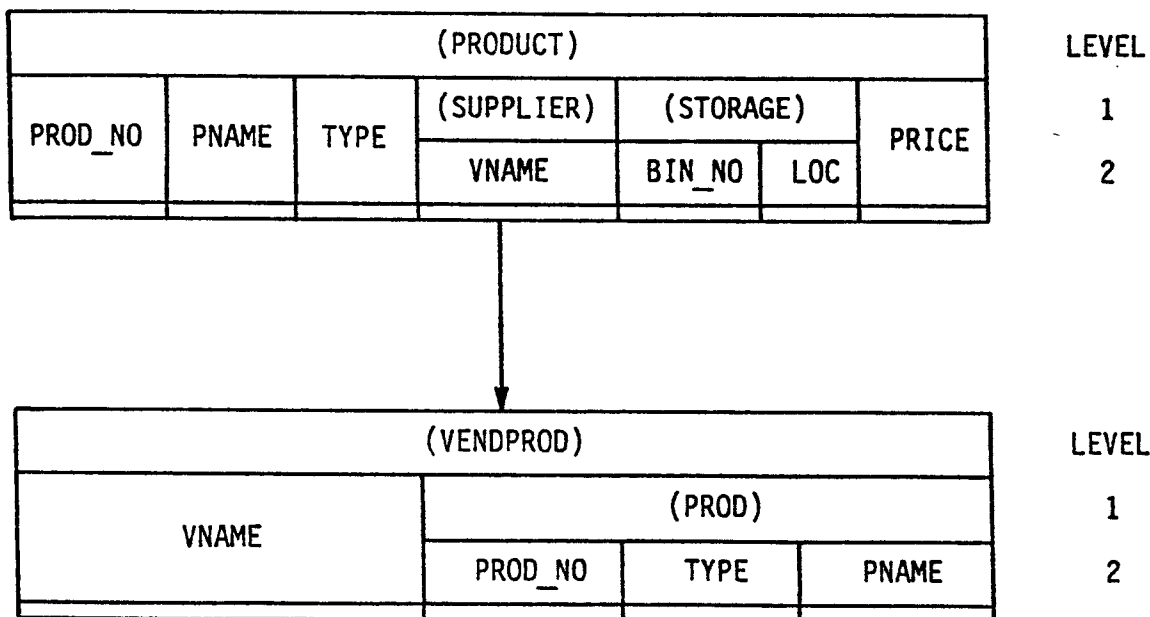 (PRODUCT) LEVEL
PROD_NO PNAME TYPE (SUPPLIER) (STORAGE) PRICE 1
VNAME BIN_NO LOC 2
(VENDPROD) LEVEL
VNAME (PROD) 1
PROD_NO TYPE PNAME 2